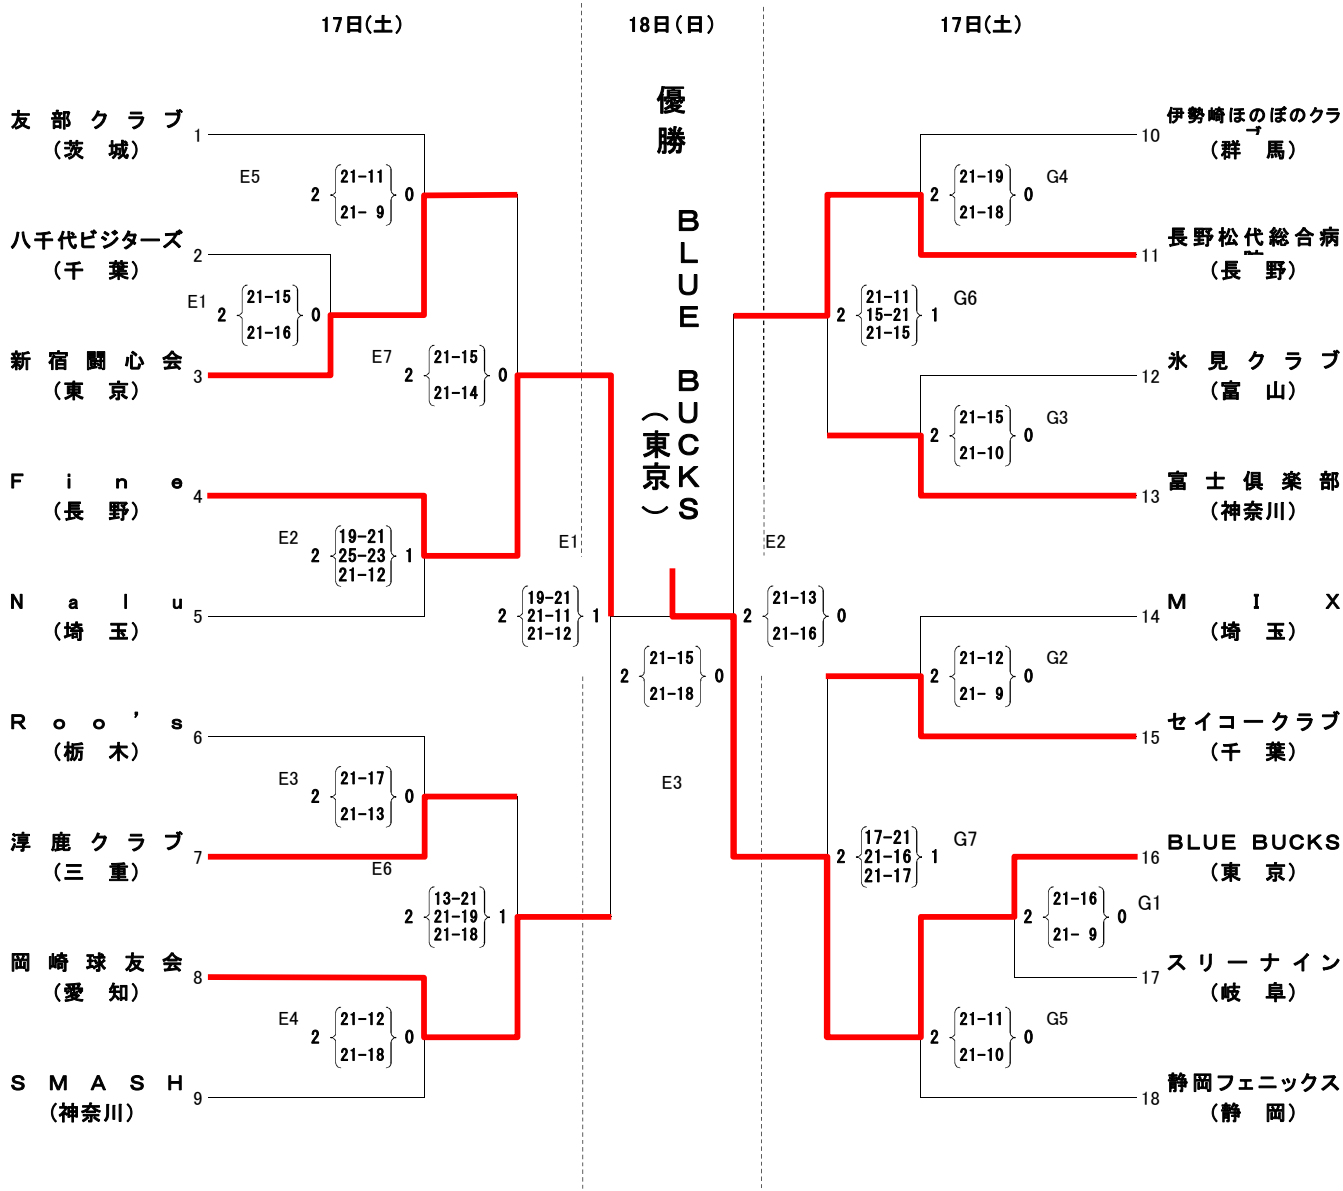 17日(土)
18日(日)
17日(土)
優勝
BLUE BUCKS
(東京)
友部クラブ
(茨 城)
1
八千代ビジターズ
(千 葉)
2
新宿闘心会
(東 京)
3
Fine
(長 野)
4
Nalu
(埼 玉)
5
Roo's
(栃 木)
6
淳鹿クラブ
(三 重)
7
岡崎球友会
(愛 知)
8
SMASH
(神奈川)
9
E5
2 21-11 0
21- 9
E1
2 21-15 0
21-16
E7
2 21-15 0
21-14
E2
19-21
2 25-23 1
21-12
E3
2 21-17 0
21-13
E6
13-21
2 21-19 1
21-18
E4
2 21-12 0
21-18
E1
19-21
2 21-11 1
21-12
2 21-15 0
21-18
E3
E2
2 21-13 0
21-16
G4
2 21-19 0
21-18
G6
21-11
2 15-21 1
21-15
G3
2 21-15 0
21-10
G2
2 21-12 0
21- 9
G7
17-21
2 21-16 1
21-17
G1
2 21-16 0
21- 9
G5
2 21-11 0
21-10
10
伊勢崎ほのぼのクラブ
(群 馬)
11
長野松代総合病
(長 野)
12
氷見クラブ
(富 山)
13
富士倶楽部
(神奈川)
14
MIX
(埼 玉)
15
セイコークラブ
(千 葉)
16
BLUE BUCKS
(東 京)
17
スリーナイン
(岐 阜)
18
静岡フェニックス
(静 岡)